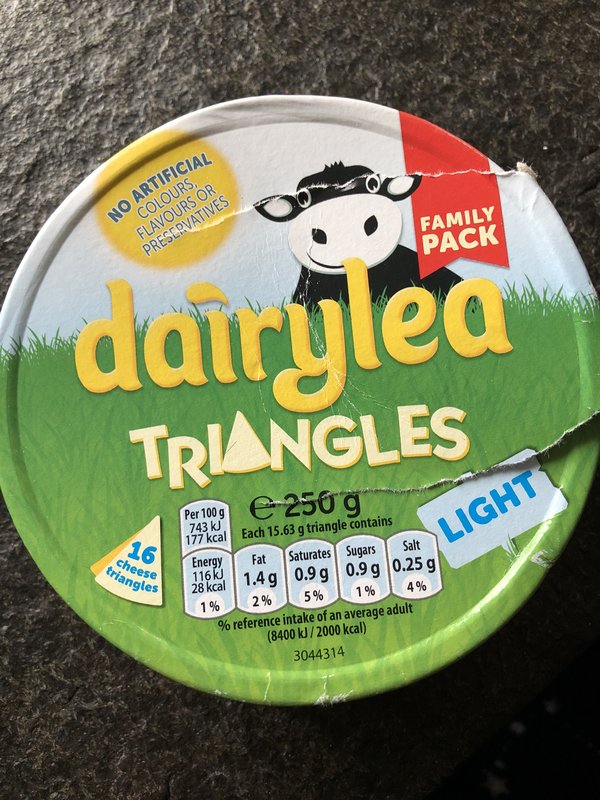 NO ARTIFICIAL
COLOURS,
FLAVOURS OR
PRESERVATIVES
FAMILY
PACK
dairylea
TRIANGLES
LIGHT
℮ 250 g
Each 15.63 g triangle contains
16
cheese
triangles
Per 100 g
743 kJ
177 kcal
Energy
116 kJ
28 kcal
1%
Fat
1.4 g
2%
Saturates
0.9 g
5%
Sugars
0.9 g
1%
Salt
0.25 g
4%
% reference intake of an average adult
(8400 kJ / 2000 kcal)
3044314